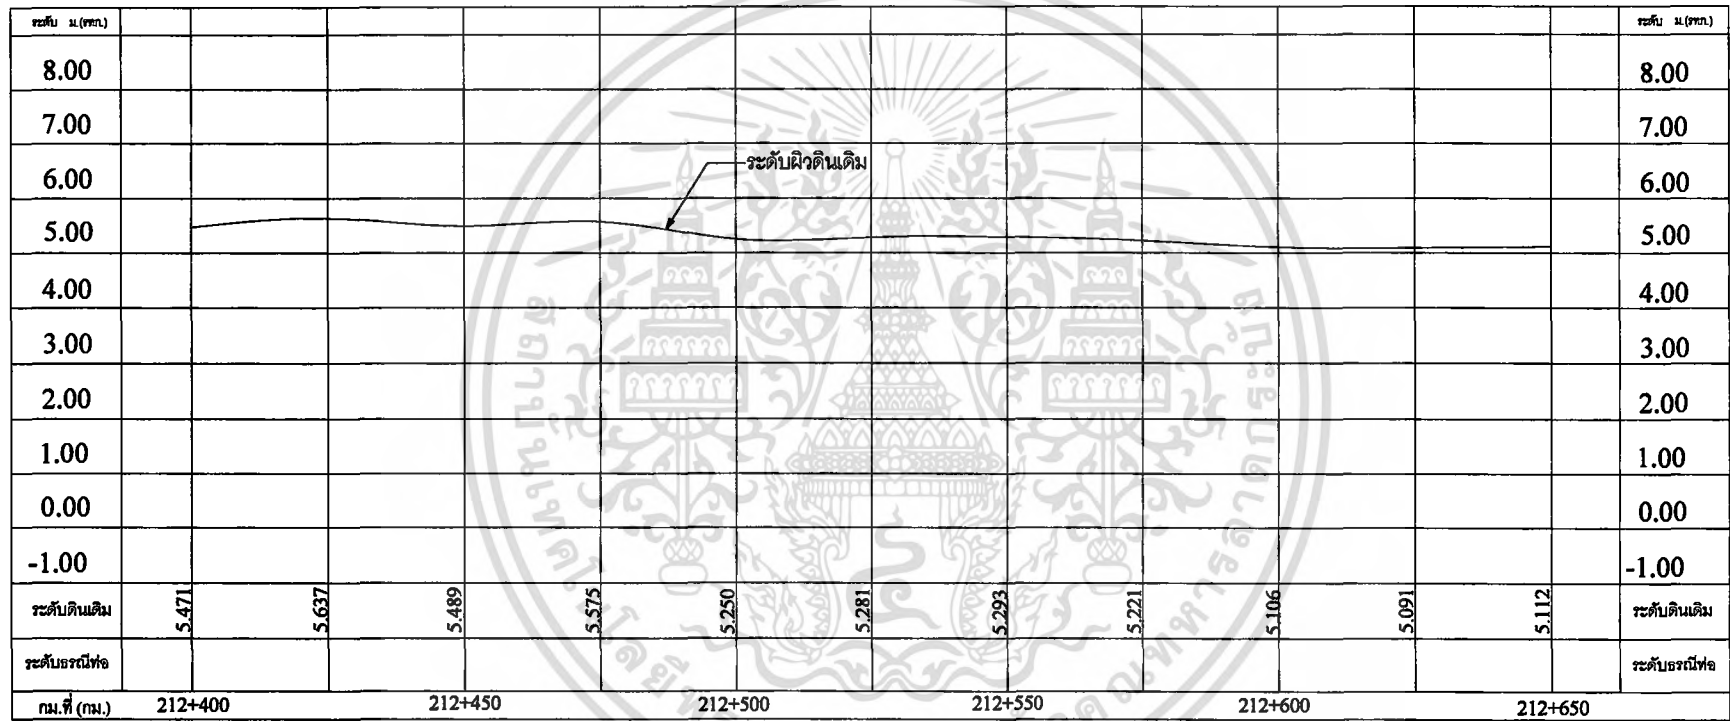 ระดับ ม.(รทก.) ระดับ ม.(รทก.)
8.00 8.00
7.00 7.00
ระดับผิวดินเดิม
6.00 6.00
5.00 5.00
4.00 4.00
3.00 3.00
2.00 2.00
1.00 1.00
0.00 0.00
-1.00 -1.00
ระดับดินเดิม 5.471 5.637 5.489 5.575 5.250 5.281 5.293 5.221 5.106 5.091 5.112 ระดับดินเดิม
ระดับธรณีท่อ ระดับธรณีท่อ
กม.ที่ (กม.) 212+400 212+450 212+500 212+550 212+600 212+650